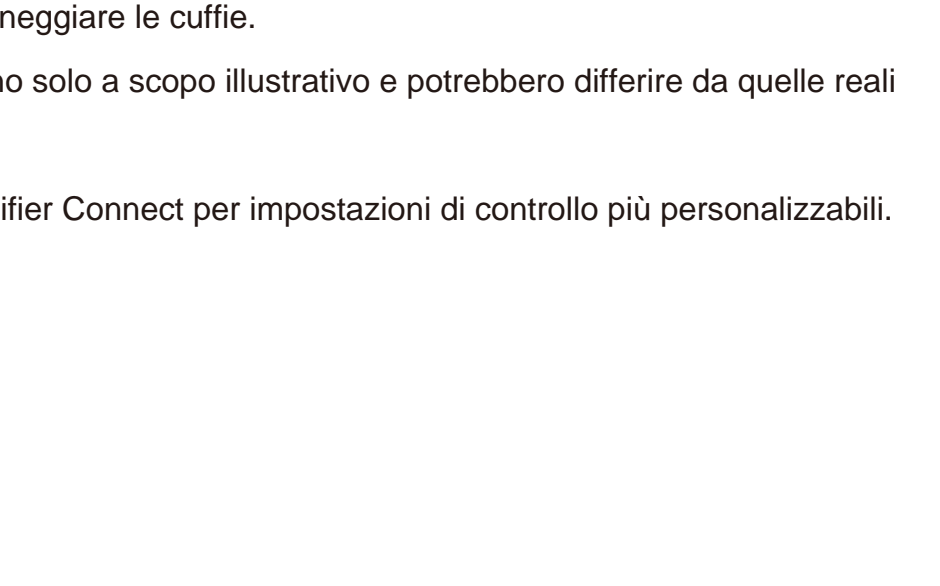 neggiare le cuffie.
no solo a scopo illustrativo e potrebbero differire da quelle reali
ifier Connect per impostazioni di controllo più personalizzabili.